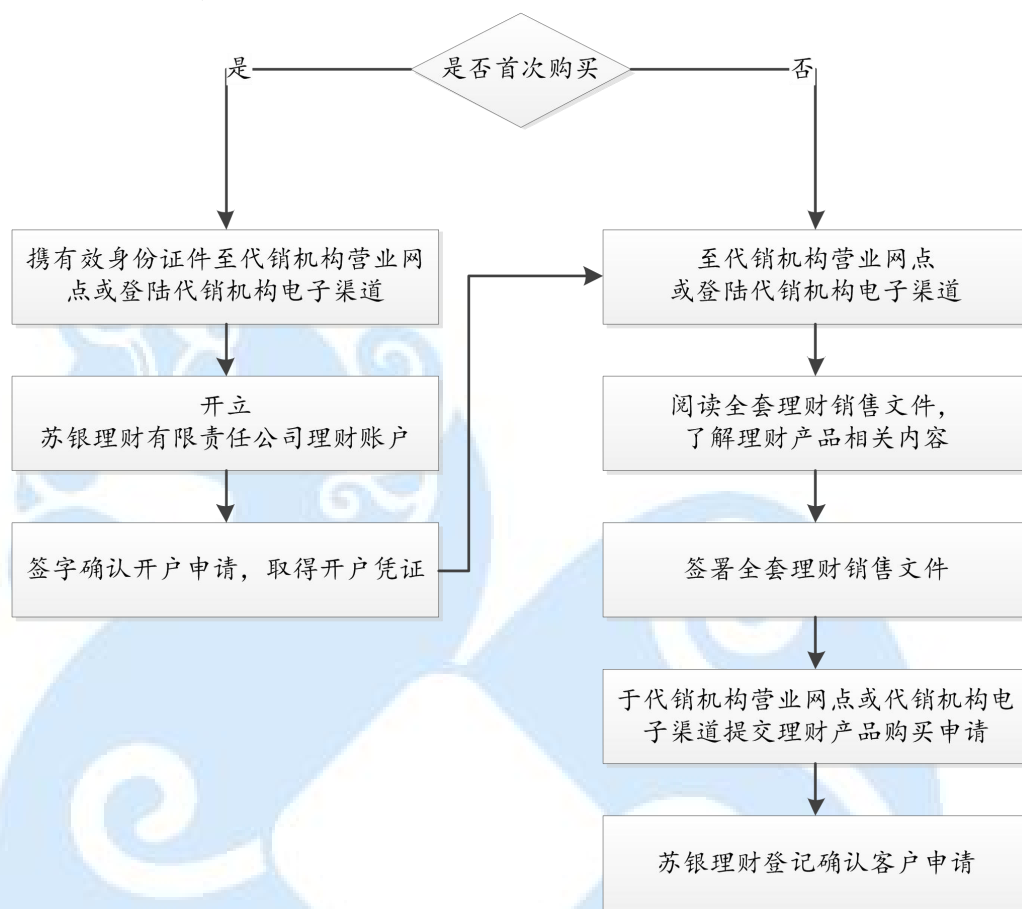 是否首次购买
是
否
携有效身份证件至代销机构营业网
点或登陆代销机构电子渠道
开立
苏银理财有限责任公司理财账户
签字确认开户申请，取得开户凭证
至代销机构营业网点
或登陆代销机构电子渠道
阅读全套理财销售文件，
了解理财产品相关内容
签署全套理财销售文件
于代销机构营业网点或代销机构电
子渠道提交理财产品购买申请
苏银理财登记确认客户申请